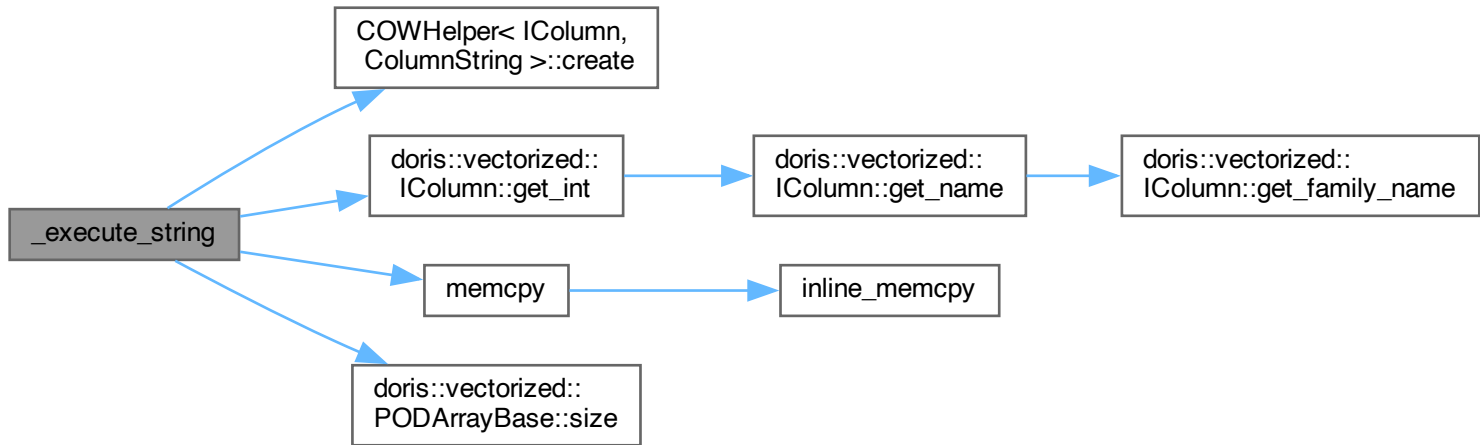 COWHelper< IColumn,
ColumnString >::create
doris::vectorized::
IColumn::get_int
doris::vectorized::
IColumn::get_name
doris::vectorized::
IColumn::get_family_name
_execute_string
memcpy
inline_memcpy
doris::vectorized::
PODArrayBase::size